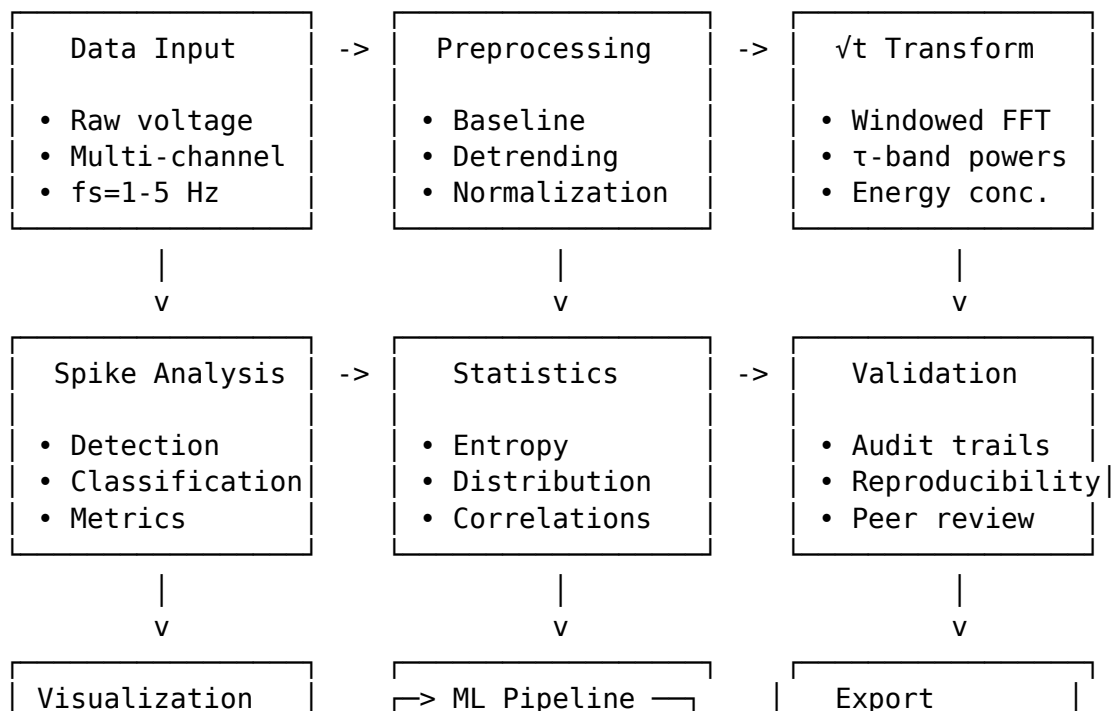 Data Input -> Preprocessing -> √t Transform
• Raw voltage • Baseline • Windowed FFT
• Multi-channel • Detrending • τ-band powers
• fs=1-5 Hz • Normalization • Energy conc.
v v v
Spike Analysis -> Statistics -> Validation
• Detection • Entropy • Audit trails
• Classification • Distribution • Reproducibility
• Metrics • Correlations • Peer review
v v v
Visualization ─> ML Pipeline Export